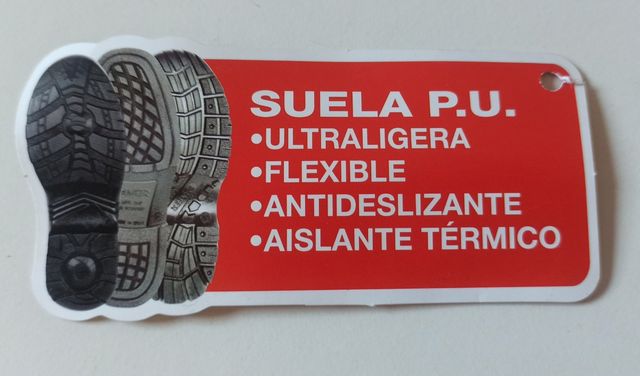 SUELA P.U.
•ULTRALIGERA
•FLEXIBLE
•ANTIDESLIZANTE
•AISLANTE TÉRMICO